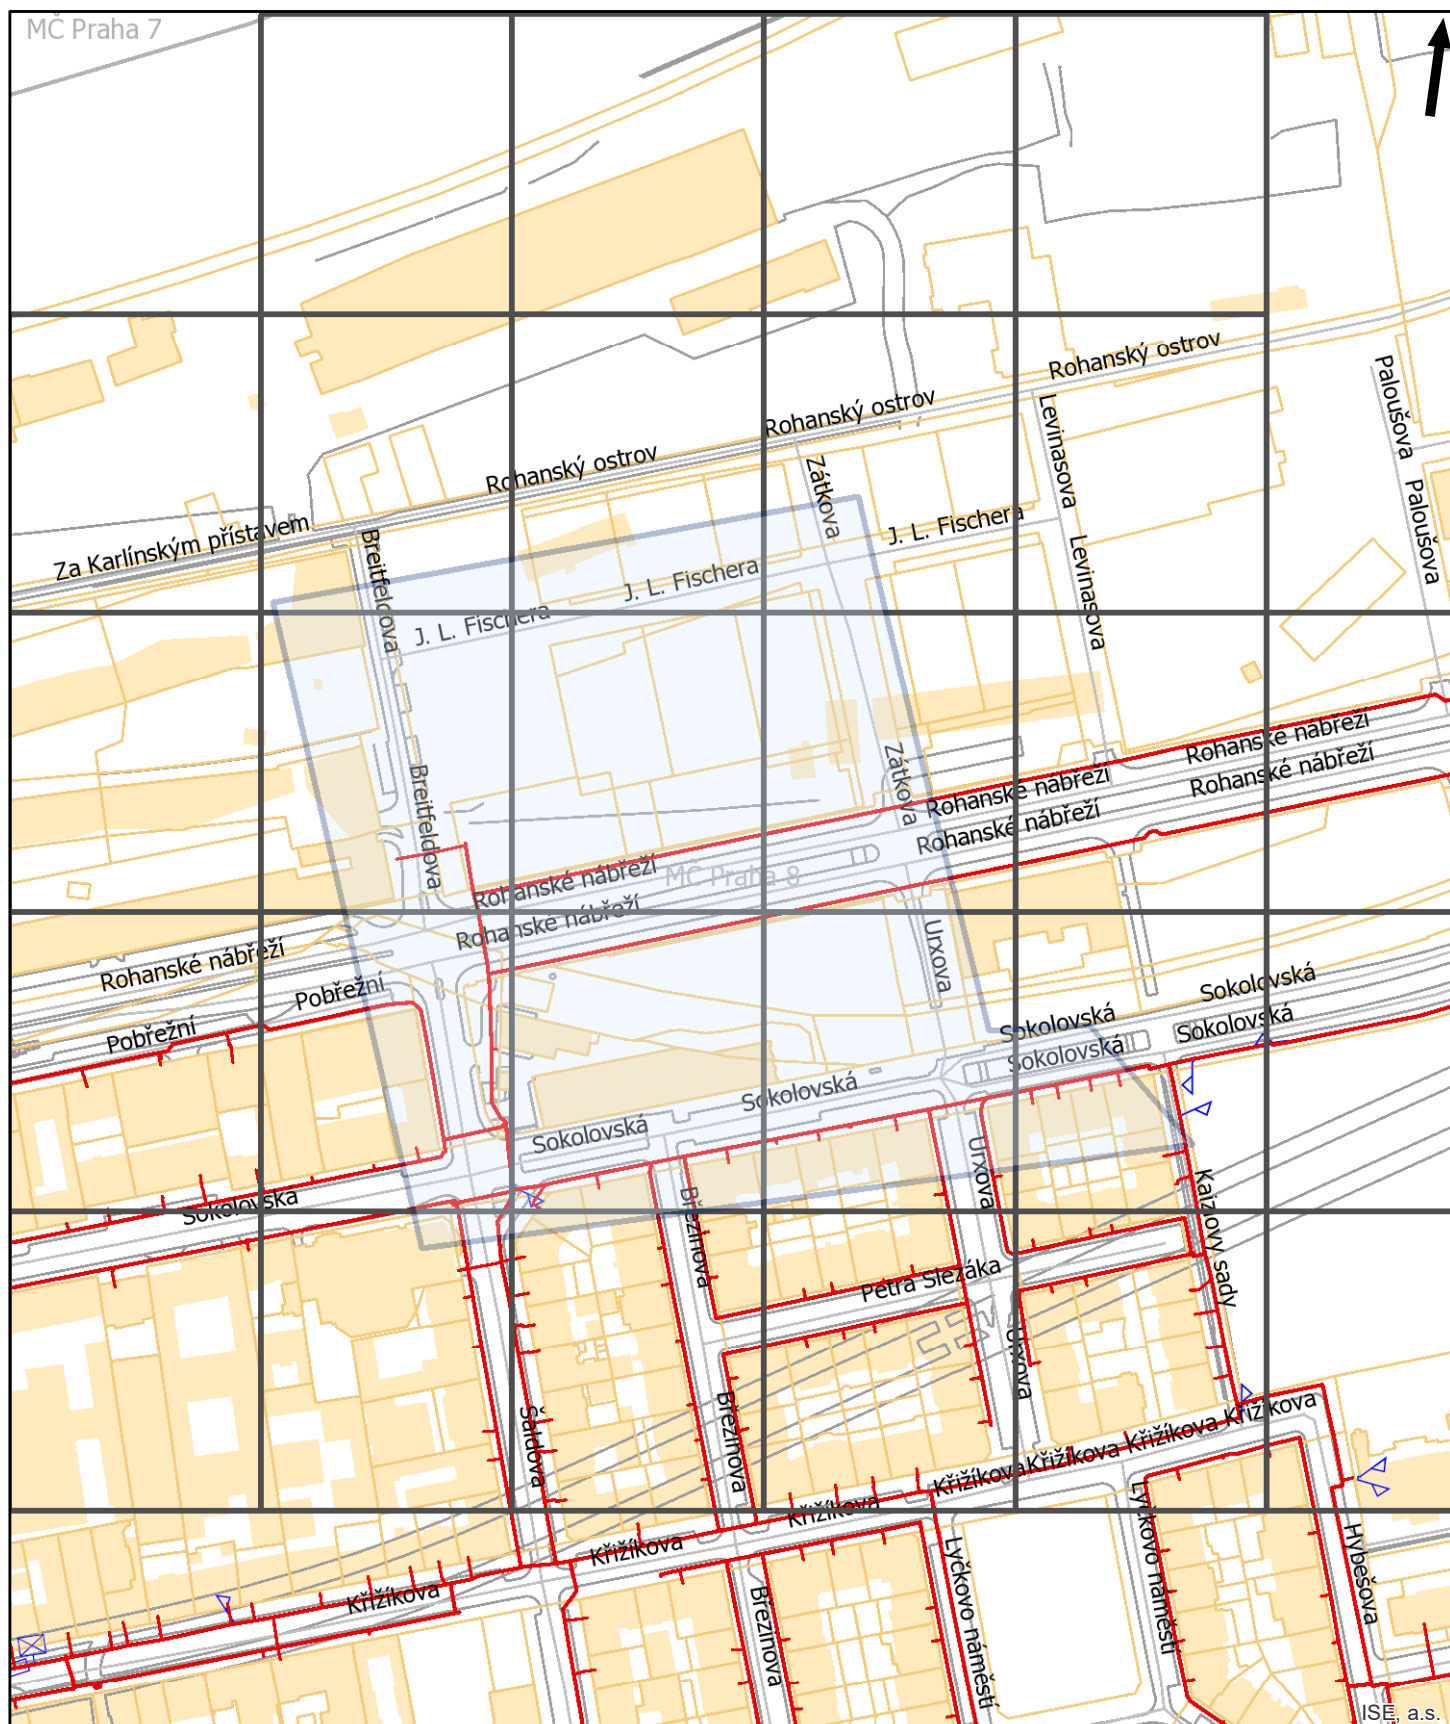 MČ Praha 7
Rohanský ostrov
Rohanský ostrov
Rohanský ostrov
Paloušova
Levinasova
Zátkova
Paloušova
J. L. Fischera
Za Karlínským přístavem
Breitfeldova
Levinasova
J. L. Fischera
J. L. Fischera
Rohanské nábřeží
Rohanské nábřeží
Zátkova
Breitfeldova
Rohanské nábřeží
Rohanské nábřeží
Rohanské nábřeží
MČ Praha 8
Rohanské nábřeží
Rohanské nábřeží
Urxova
Pobřežní
Pobřežní
Sokolovská
Sokolovská
Sokolovská
Sokolovská
Sokolovská
Sokolovská
Sokolovská
Urxova
Březinova
Kaizlovy sady
Petra Slezáka
Urxova
Březinova
Šaldova
Křižíkova
Křižíkova
Křižíkova
Křižíkova
Křižíkova
Křižíkova
Křižíkova
Lyčkovo náměstí
Lyčkovo náměstí
Hybešova
Březinova
ISE, a.s.